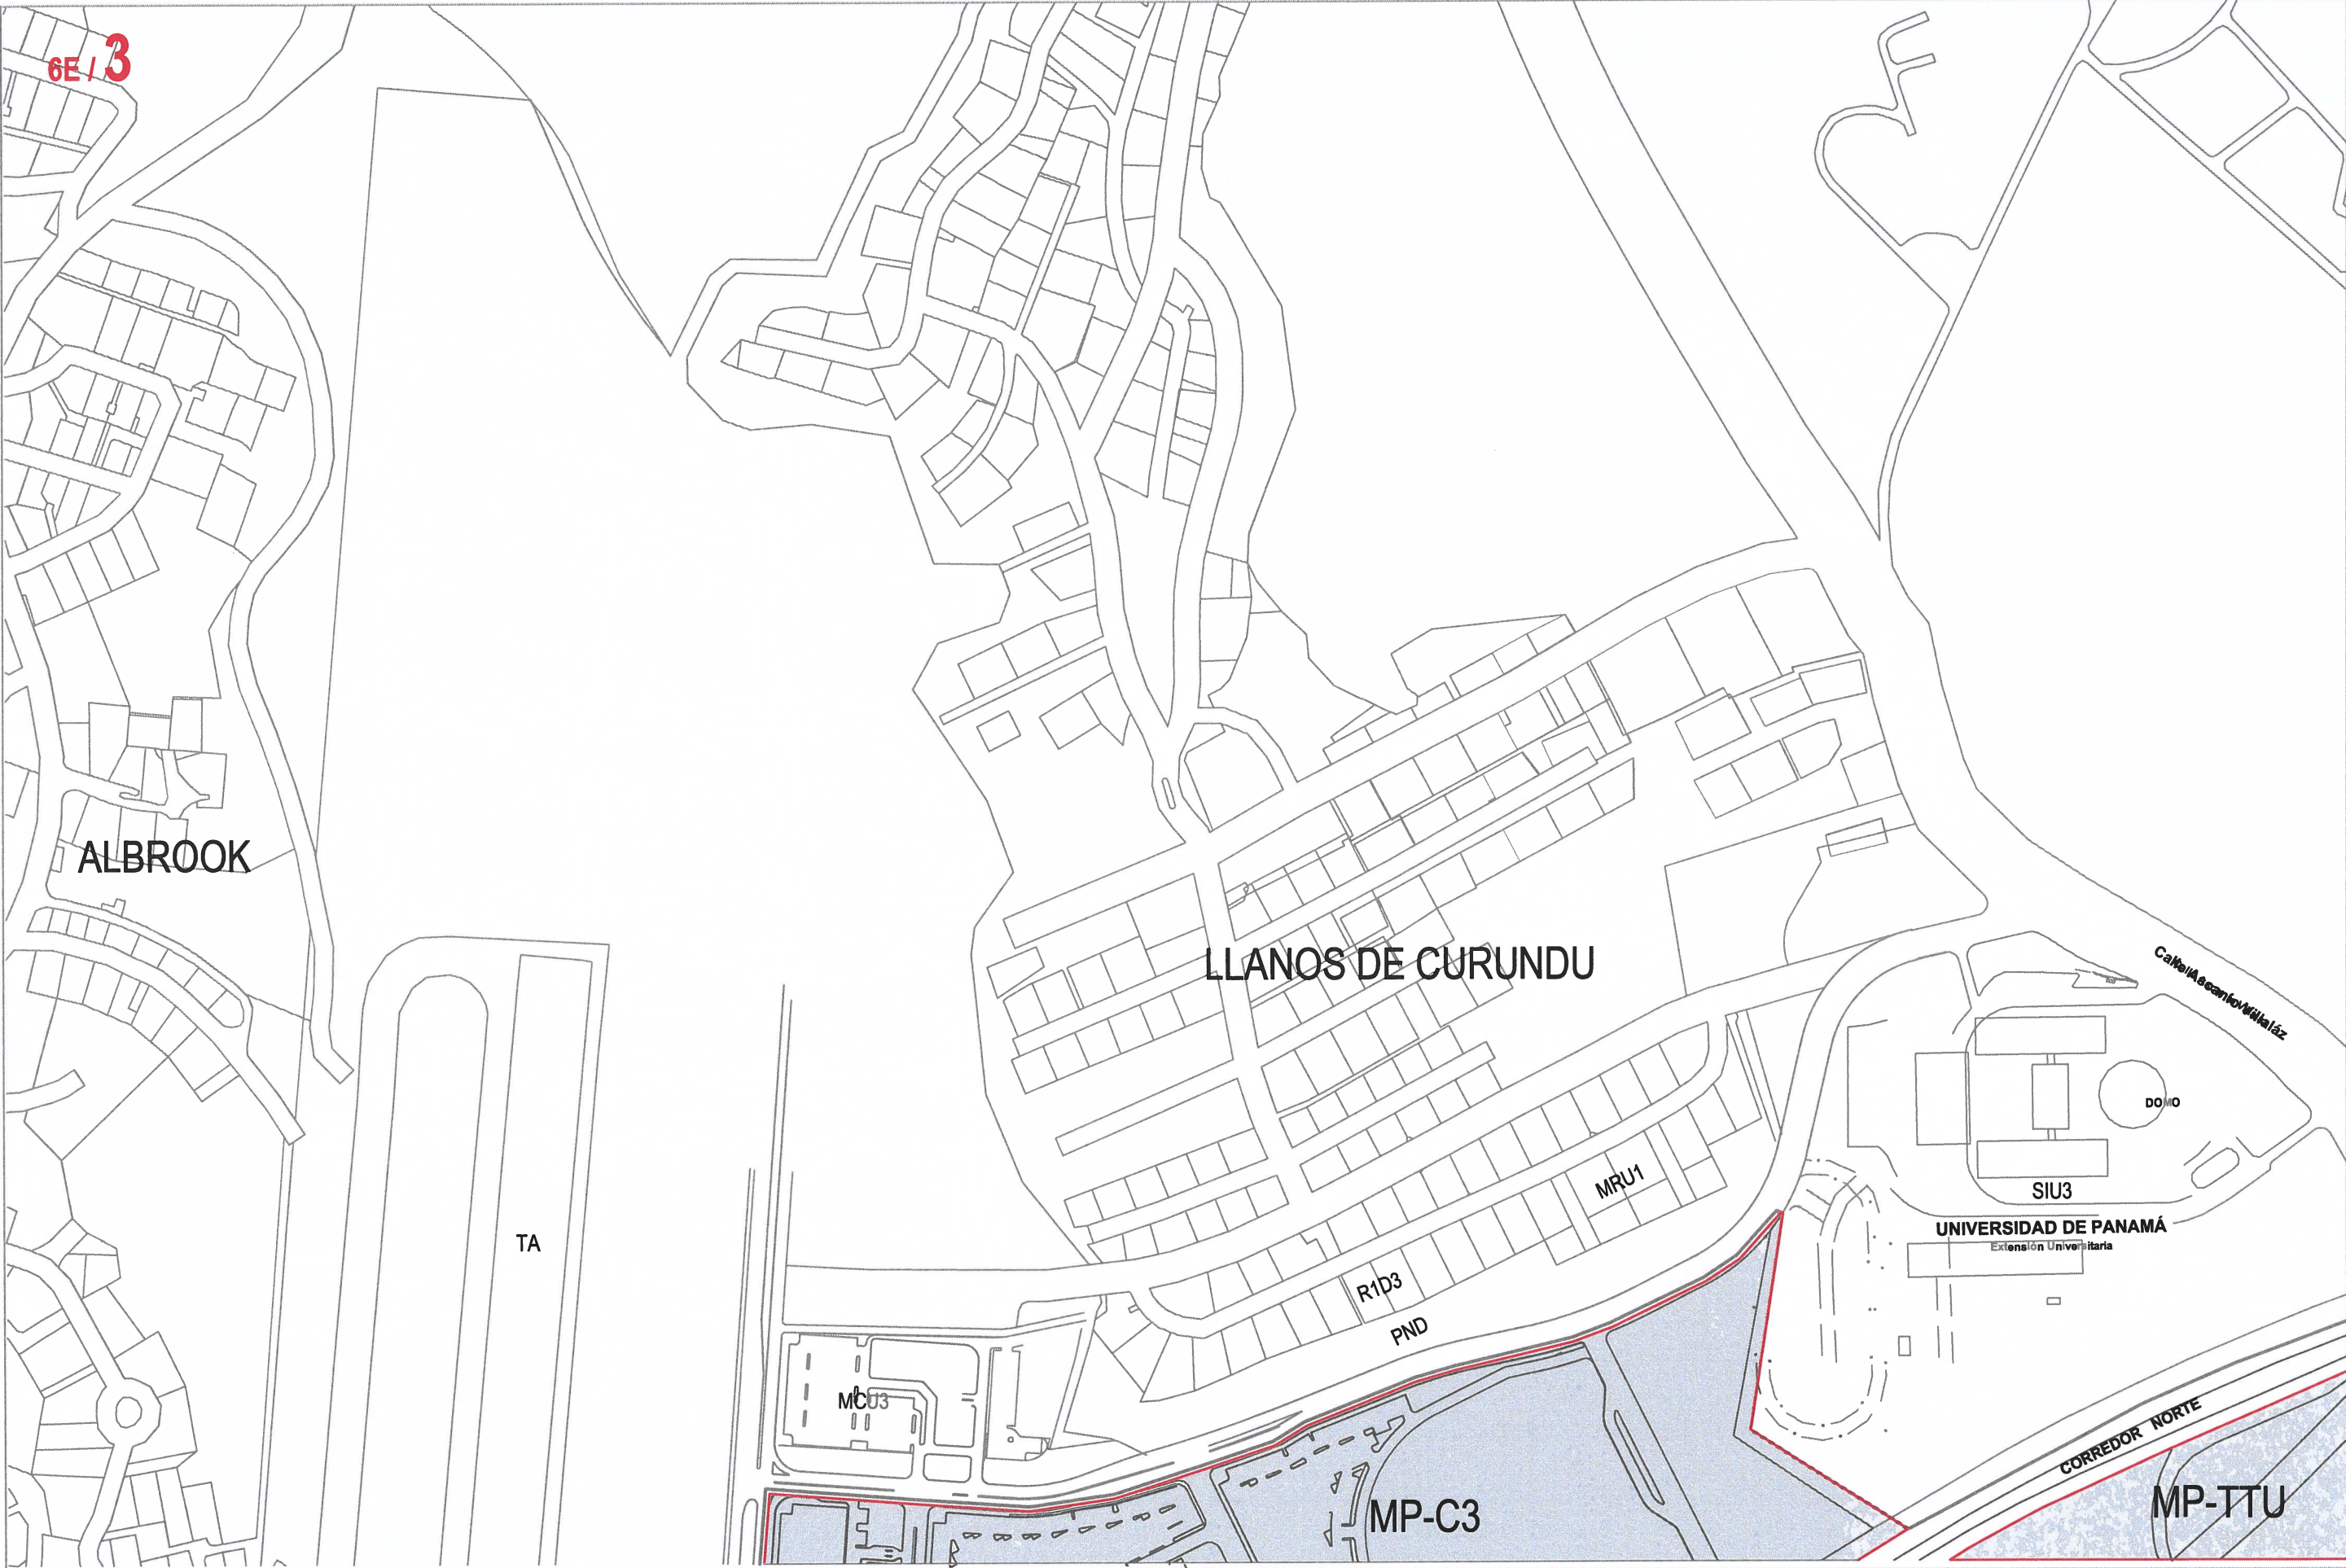 6E / 3
ALBROOK
LLANOS DE CURUNDU
DOMO
MRU1
SIU3
UNIVERSIDAD DE PANAMÁ
Extensión Universitaria
TA
R1D3
PND
MCU3
CORREDOR NORTE
MP-C3
MP-TTU